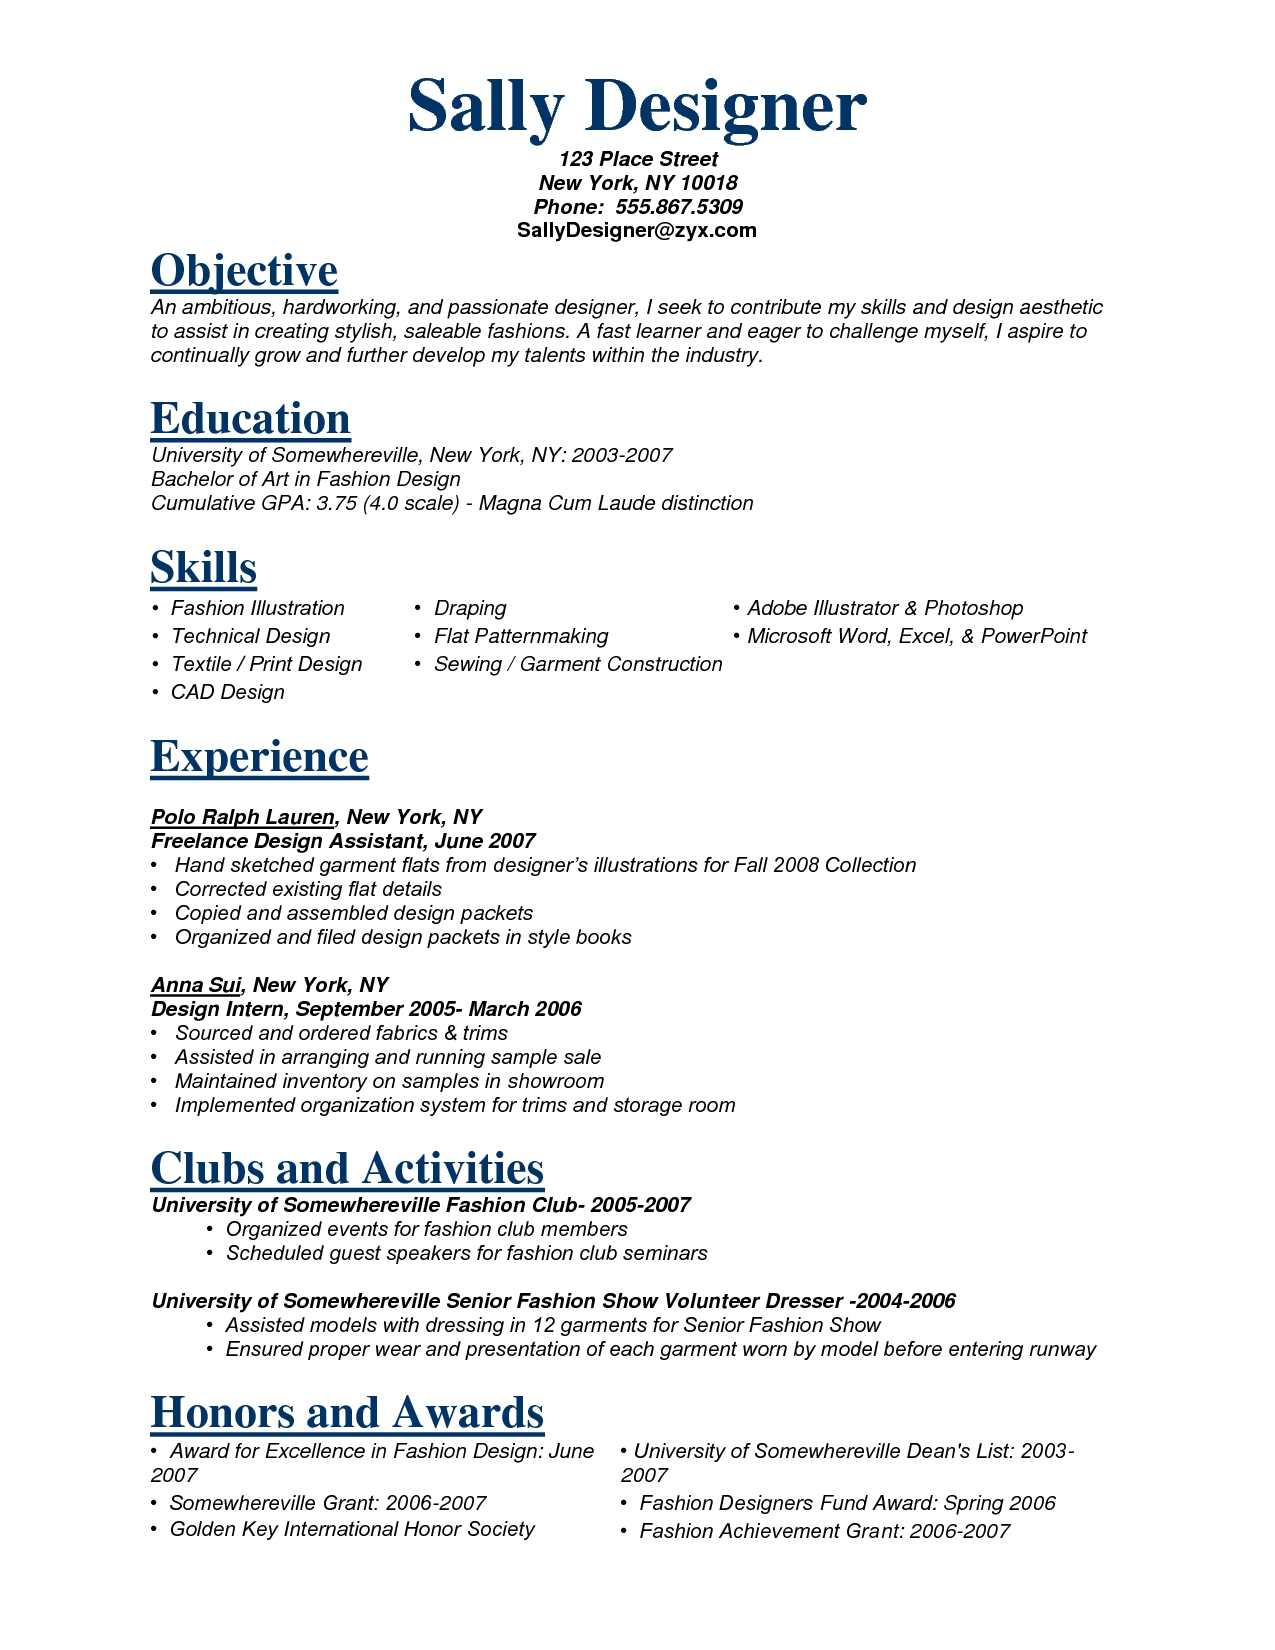 Sally Designer
123 Place Street
New York, NY 10018
Phone:  555.867.5309
SallyDesigner@zyx.com
Objective
An ambitious, hardworking, and passionate designer, I seek to contribute my skills and design aesthetic
to assist in creating stylish, saleable fashions. A fast learner and eager to challenge myself, I aspire to
continually grow and further develop my talents within the industry.
Education
University of Somewhereville, New York, NY: 2003-2007
Bachelor of Art in Fashion Design
Cumulative GPA: 3.75 (4.0 scale) - Magna Cum Laude distinction
Skills
• Fashion Illustration
• Technical Design
• Textile / Print Design
• CAD Design
• Draping
• Flat Patternmaking
• Sewing / Garment Construction
• Adobe Illustrator & Photoshop
• Microsoft Word, Excel, & PowerPoint
Experience
Polo Ralph Lauren, New York, NY
Freelance Design Assistant, June 2007
• Hand sketched garment flats from designer’s illustrations for Fall 2008 Collection
• Corrected existing flat details
• Copied and assembled design packets
• Organized and filed design packets in style books
Anna Sui, New York, NY
Design Intern, September 2005- March 2006
• Sourced and ordered fabrics & trims
• Assisted in arranging and running sample sale
• Maintained inventory on samples in showroom
• Implemented organization system for trims and storage room
Clubs and Activities
University of Somewhereville Fashion Club- 2005-2007
• Organized events for fashion club members
• Scheduled guest speakers for fashion club seminars
University of Somewhereville Senior Fashion Show Volunteer Dresser -2004-2006
• Assisted models with dressing in 12 garments for Senior Fashion Show
• Ensured proper wear and presentation of each garment worn by model before entering runway
Honors and Awards
• Award for Excellence in Fashion Design: June
2007
• Somewhereville Grant: 2006-2007
• Golden Key International Honor Society
• University of Somewhereville Dean's List: 2003-
2007
• Fashion Designers Fund Award: Spring 2006
• Fashion Achievement Grant: 2006-2007